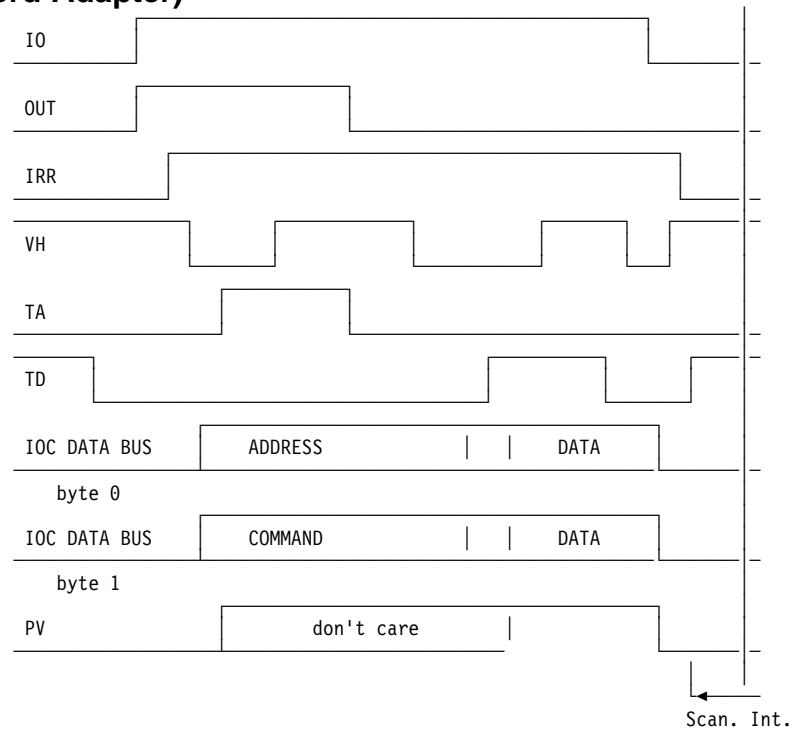 Adapter)
IO
OUT
IRR
VH
TA
TD
IOC DATA BUS ADDRESS DATA
byte 0
IOC DATA BUS COMMAND DATA
byte 1
PV don't care
Scan. Int.